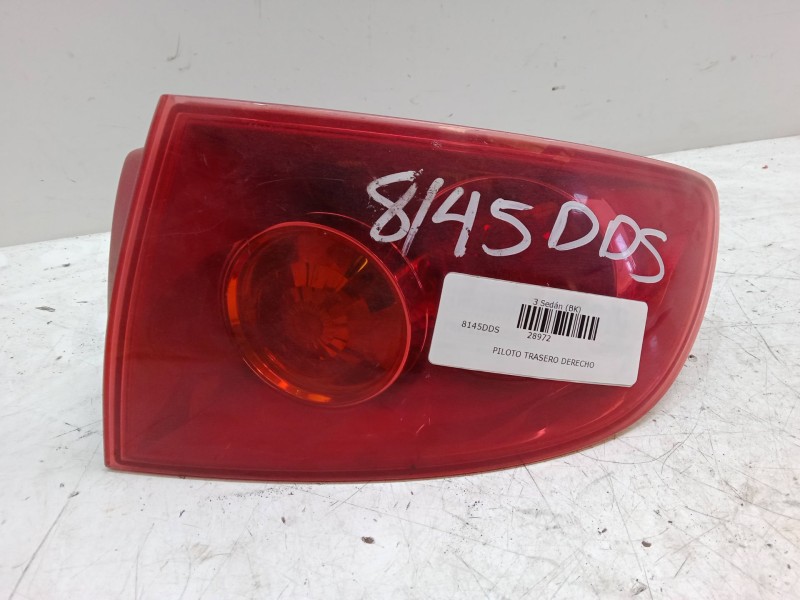 8145DDS
3 Sedán (BK)
8145DDS
28972
PILOTO TRASERO DERECHO